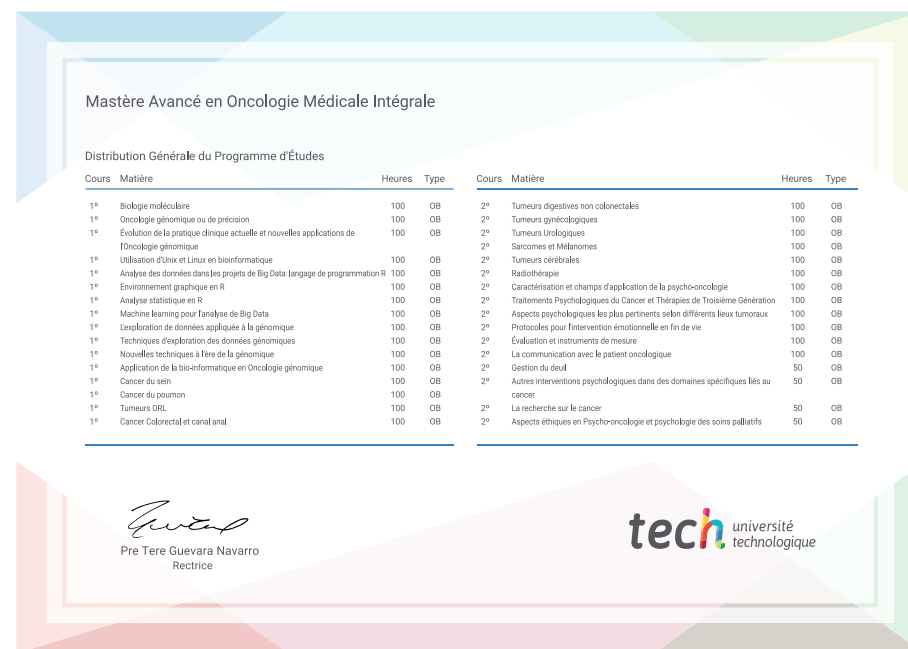 Mastère Avancé en Oncologie Médicale Intégrale
Distribution Générale du Programme d'Études
Cours Matière Heures Type
1º Biologie moléculaire 100 OB
1º Oncologie génomique ou de précision 100 OB
1º Évolution de la pratique clinique actuelle et nouvelles applications de 100 OB
l'Oncologie génomique
1º Utilisation d'Unix et Linux en bioinformatique 100 OB
1º Analyse des données dans les projets de Big Data: langage de programmation R 100 OB
1º Environnement graphique en R 100 OB
1º Analyse statistique en R 100 OB
1º Machine learning pour l'analyse de Big Data 100 OB
1º L'exploration de données appliquée à la génomique 100 OB
1º Techniques d'exploration des données génomiques 100 OB
1º Nouvelles techniques à l'ère de la génomique 100 OB
1º Application de la bio-informatique en Oncologie génomique 100 OB
1º Cancer du sein 100 OB
1º Cancer du poumon 100 OB
1º Tumeurs ORL 100 OB
1º Cancer Colorectal et canal anal 100 OB
Cours Matière Heures Type
2º Tumeurs digestives non colonectales 100 OB
2º Tumeurs gynécologiques 100 OB
2º Tumeurs Urologiques 100 OB
2º Sarcomes et Mélanomes 100 OB
2º Tumeurs cérébrales 100 OB
2º Radiothérapie 100 OB
2º Caractérisation et champs d'application de la psycho-oncologie 100 OB
2º Traitements Psychologiques du Cancer et Thérapies de Troisième Génération 100 OB
2º Aspects psychologiques les plus pertinents selon différents lieux tumoraux 100 OB
2º Protocoles pour l'intervention émotionnelle en fin de vie 100 OB
2º Évaluation et instruments de mesure 100 OB
2º La communication avec le patient oncologique 100 OB
2º Gestion du deuil 50 OB
2º Autres interventions psychologiques dans des domaines spécifiques liés au 50 OB
cancer
2º La recherche sur le cancer 50 OB
2º Aspects éthiques en Psycho-oncologie et psychologie des soins palliatifs 50 OB
Pre Tere Guevara Navarro
Rectrice
tech université
technologique